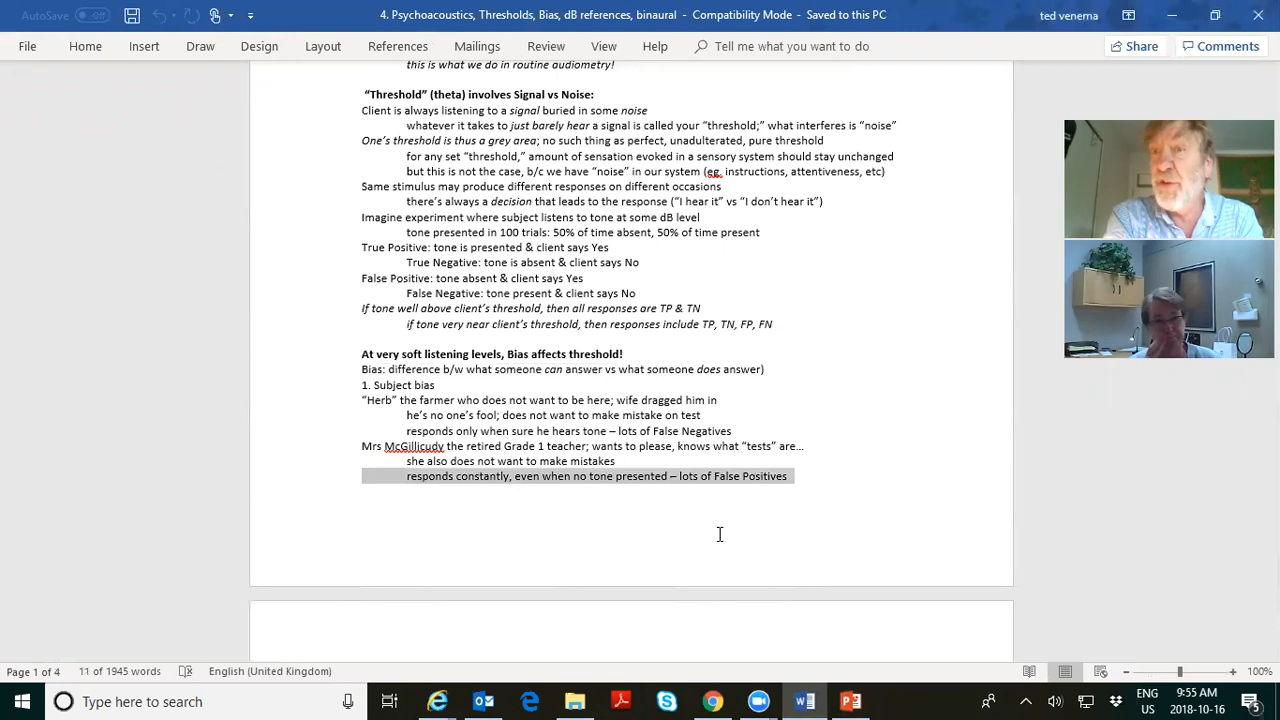 AutoSave Off
4. Psychoacoustics, Thresholds, Bias, dB references, binaural - Compatibility Mode - Saved to this PC
ted venema
File Home Insert Draw Design Layout References Mailings Review View Help Tell me what you want to do Share Comments
this is what we do in routine audiometry!
“Threshold” (theta) involves Signal vs Noise:
Client is always listening to a signal buried in some noise
whatever it takes to just barely hear a signal is called your “threshold;” what interferes is “noise”
One’s threshold is thus a grey area; no such thing as perfect, unadulterated, pure threshold
for any set “threshold,” amount of sensation evoked in a sensory system should stay unchanged
but this is not the case, b/c we have “noise” in our system (eg. instructions, attentiveness, etc)
Same stimulus may produce different responses on different occasions
there’s always a decision that leads to the response (“I hear it” vs “I don’t hear it”)
Imagine experiment where subject listens to tone at some dB level
tone presented in 100 trials: 50% of time absent, 50% of time present
True Positive: tone is presented & client says Yes
True Negative: tone is absent & client says No
False Positive: tone absent & client says Yes
False Negative: tone present & client says No
If tone well above client’s threshold, then all responses are TP & TN
if tone very near client’s threshold, then responses include TP, TN, FP, FN
At very soft listening levels, Bias affects threshold!
Bias: difference b/w what someone can answer vs what someone does answer)
1. Subject bias
“Herb” the farmer who does not want to be here; wife dragged him in
he’s no one’s fool; does not want to make mistake on test
responds only when sure he hears tone – lots of False Negatives
Mrs McGillicudy the retired Grade 1 teacher; wants to please, knows what “tests” are…
she also does not want to make mistakes
responds constantly, even when no tone presented – lots of False Positives
Page 1 of 4 11 of 1945 words English (United Kingdom) 100%
Type here to search
ENG
US
9:55 AM
2018-10-16
5